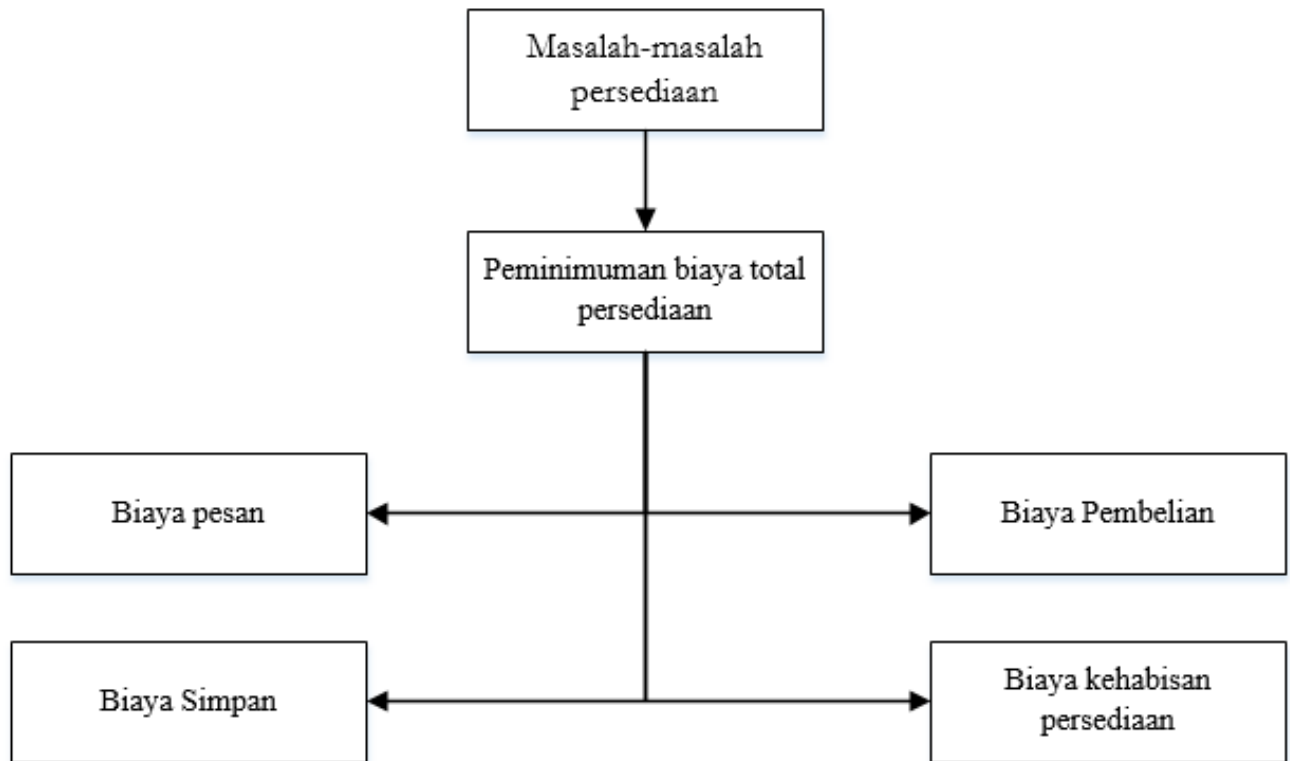 Masalah-masalah
persediaan
Peminimuman biaya total
persediaan
Biaya pesan
Biaya Pembelian
Biaya Simpan
Biaya kehabisan
persediaan